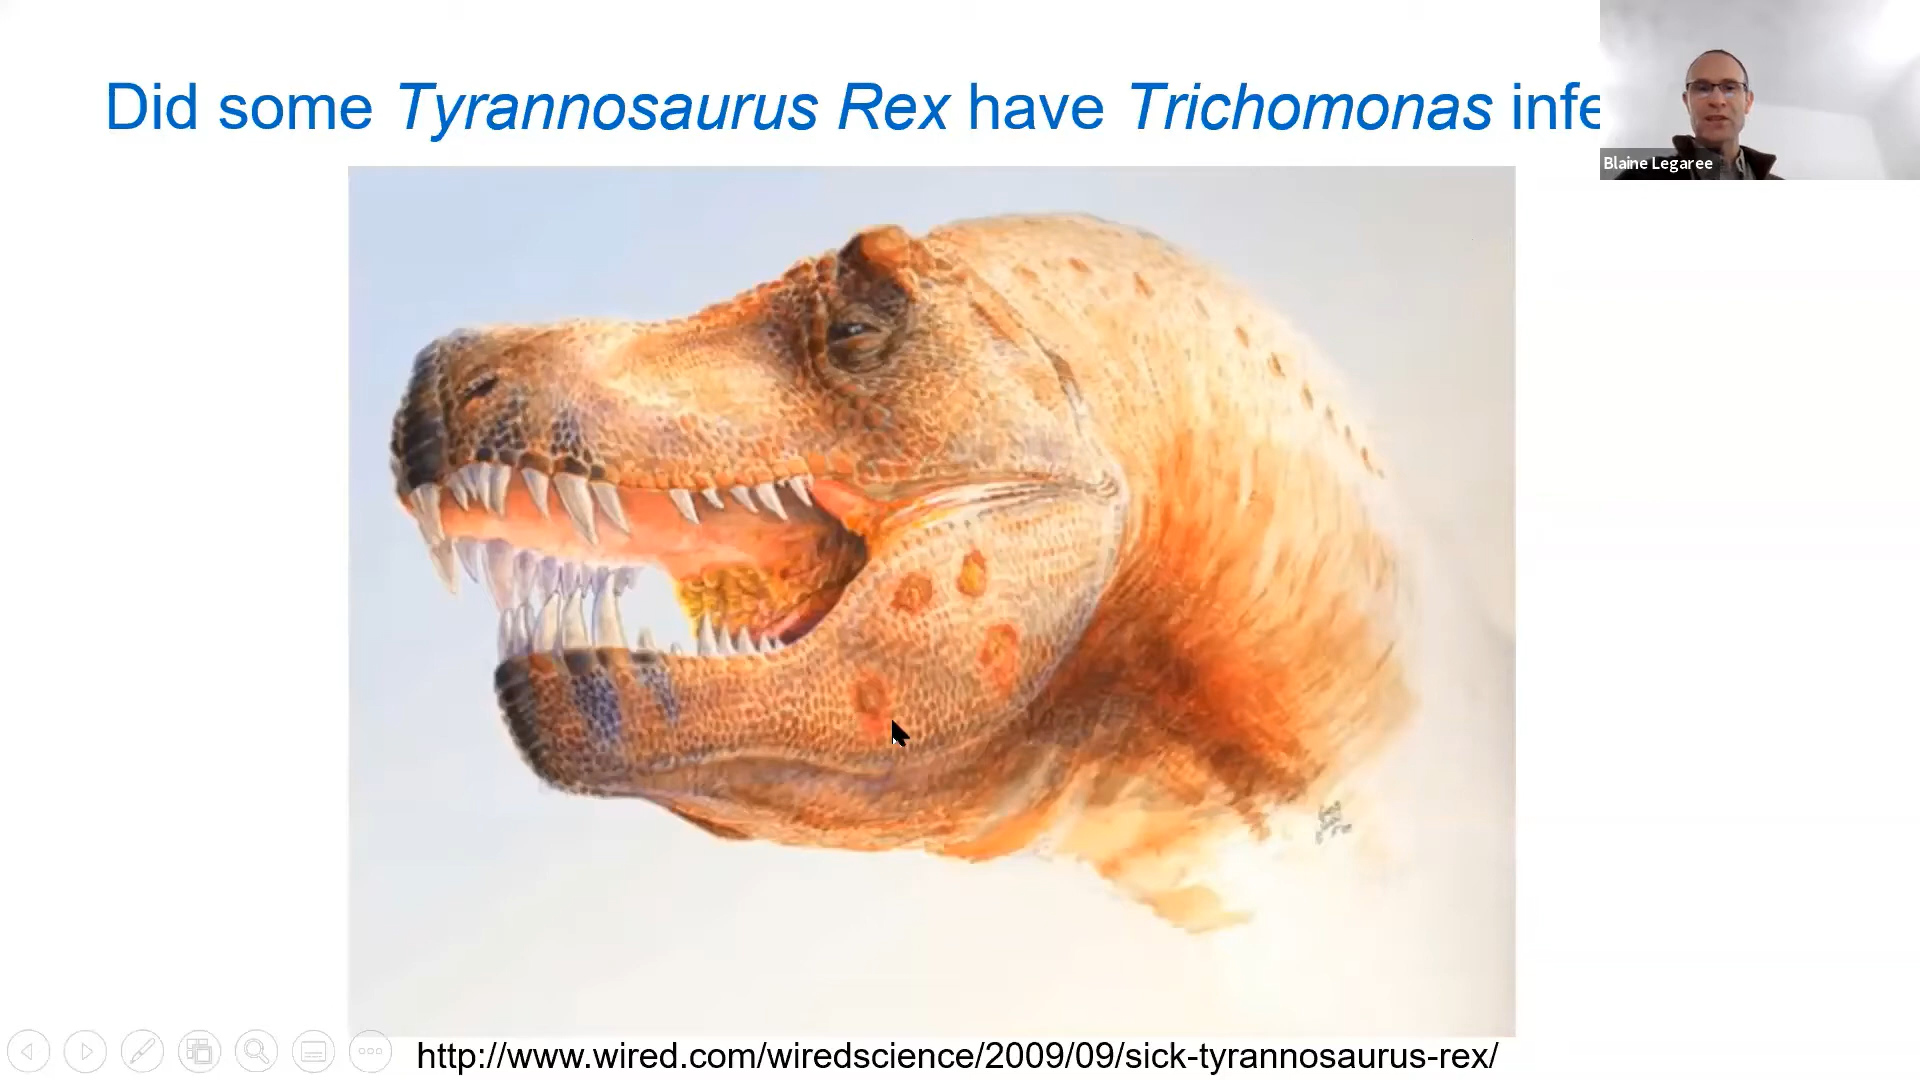 Did some Tyrannosaurus Rex have Trichomonas infe
Blaine Legaree
http://www.wired.com/wiredscience/2009/09/sick-tyrannosaurus-rex/